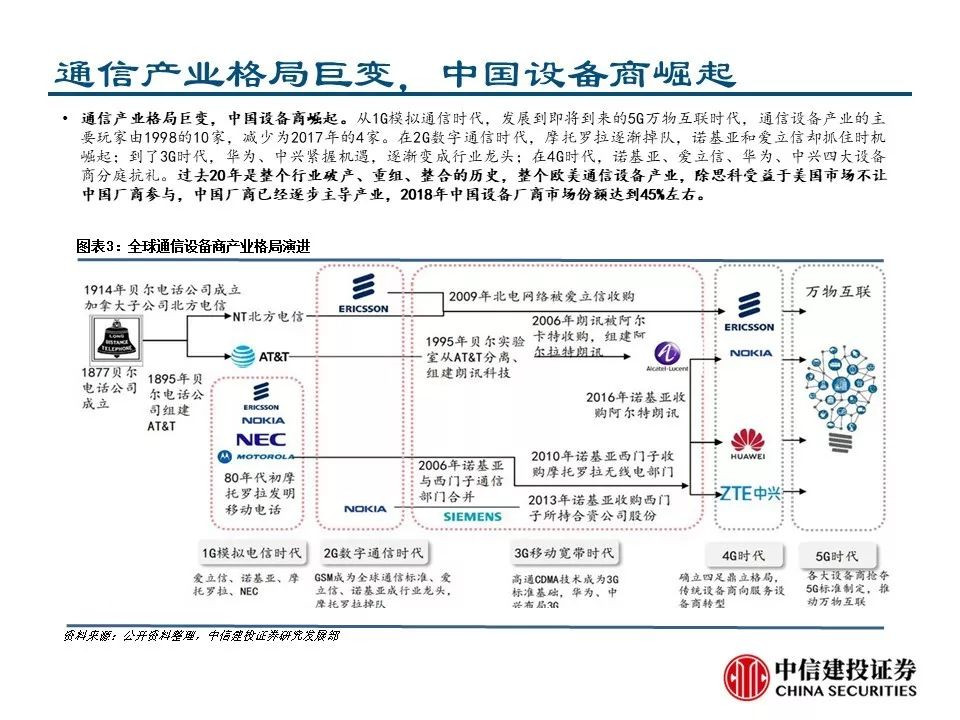 通信产业格局巨变，中国设备商崛起
• 通信产业格局巨变，中国设备商崛起。从1G模拟通信时代，发展到即将到来的5G万物互联时代，通信设备产业的主
要玩家由1998的10家，减少为2017年的4家。在2G数字通信时代，摩托罗拉逐渐掉队，诺基亚和爱立信却抓住时机
崛起；到了3G时代，华为、中兴紧握机遇，逐渐变成行业龙头；在4G时代，诺基亚、爱立信、华为、中兴四大设备
商分庭抗礼。过去20年是整个行业破产、重组、整合的历史，整个欧美通信设备产业，除思科受益于美国市场不让
中国厂商参与，中国厂商已经逐步主导产业，2018年中国设备厂商市场份额达到45%左右。
图表3：全球通信设备商产业格局演进
1914年贝尔电话公司成立
加拿大子公司北方电信
LONG
DISTANCE
TELEPHONE
1877贝尔
电话公司
成立
NT北方电信
AT&T
1895年贝
尔电话公
司组建
AT&T
ERICSSON
NOKIA
NEC
MOTOROLA
80年代初摩
托罗拉发明
移动电话
ERICSSON
NOKIA
2009年北电网络被爱立信收购
1995年贝尔实验
室从AT&T分离、
组建朗讯科技
2006年朗讯被阿尔
卡特收购，组建阿
尔拉特朗讯
Alcatel·Lucent
2016年诺基亚收
购阿尔特朗讯
2006年诺基亚
与西门子通信
部门合并
SIEMENS
2010年诺基亚西门子收
购摩托罗拉无线电部门
2013年诺基亚收购西门
子所持合资公司股份
ERICSSON
NOKIA
HUAWEI
ZTE中兴
万物互联
1G模拟电信时代
爱立信、诺基亚、摩
托罗拉、NEC
2G数字通信时代
GSM成为全球通信标准、爱
立信、诺基亚成行业龙头，
摩托罗拉掉队
3G移动宽带时代
高通CDMA技术成为3G
标准基础，华为、中
兴布局3G
4G时代
确立四足鼎立格局，
传统设备商向服务设
备商转型
5G时代
各大设备商抢夺
5G标准制定，推
动万物互联
资料来源：公开资料整理，中信建投证券研究发展部
中信建投证券
CHINA SECURITIES